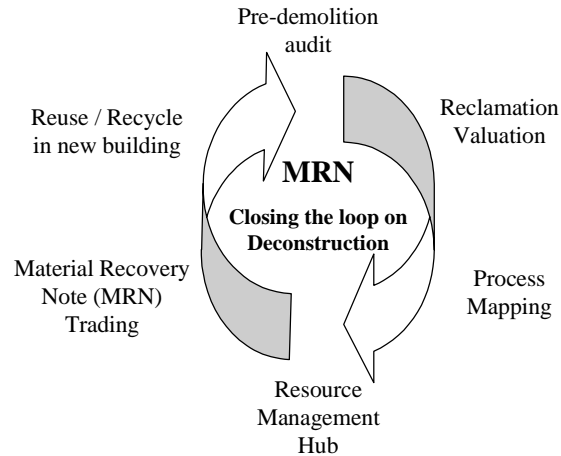 Pre-demolition
audit
Reclamation
Valuation
Process
Mapping
Resource
Management
Hub
Material Recovery
Note (MRN)
Trading
Reuse / Recycle
in new building
MRN
Closing the loop on
Deconstruction